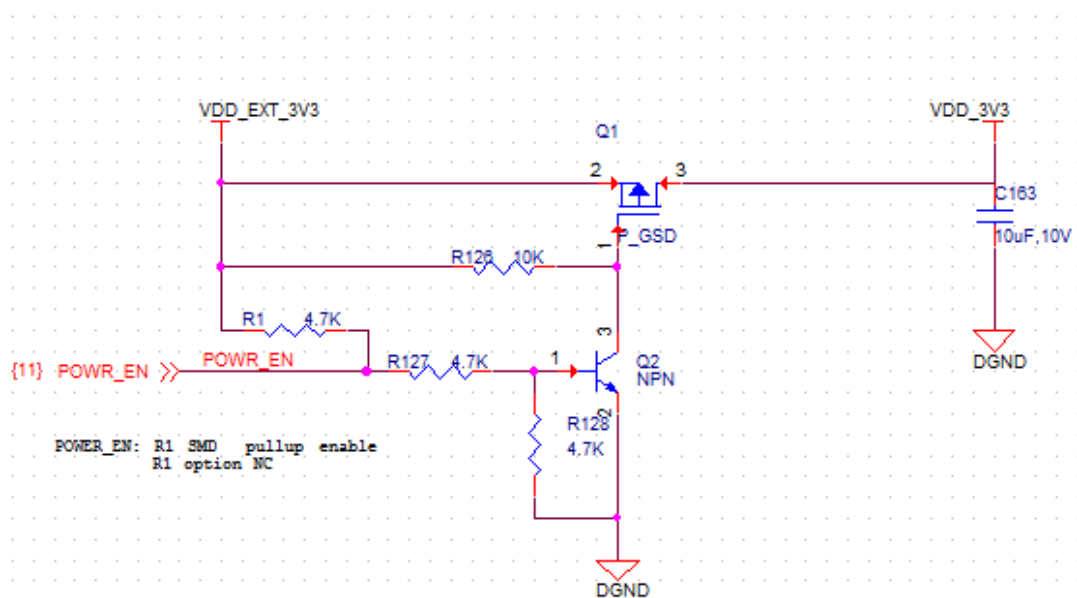 VDD_EXT_3V3
VDD_3V3
Q1
2
3
C163
10uF,10V
P_GSD
1
R126 10K
R1 4.7K
3
{11} POWR_EN
POWR_EN
R127 4.7K
1
Q2
NPN
DGND
2
R128
4.7K
POWER_EN: R1 SMD pullup enable
R1 option NC
DGND